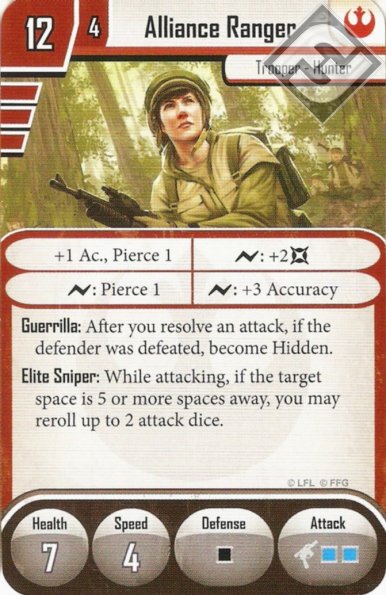 12 4 Alliance Ranger
Trooper - Hunter
+1 Ac., Pierce 1
: +2
: Pierce 1
: +3 Accuracy
Guerrilla: After you resolve an attack, if the
defender was defeated, become Hidden.
Elite Sniper: While attacking, if the target
space is 5 or more spaces away, you may
reroll up to 2 attack dice.
© LFL © FFG
Health Speed Defense Attack
7 4